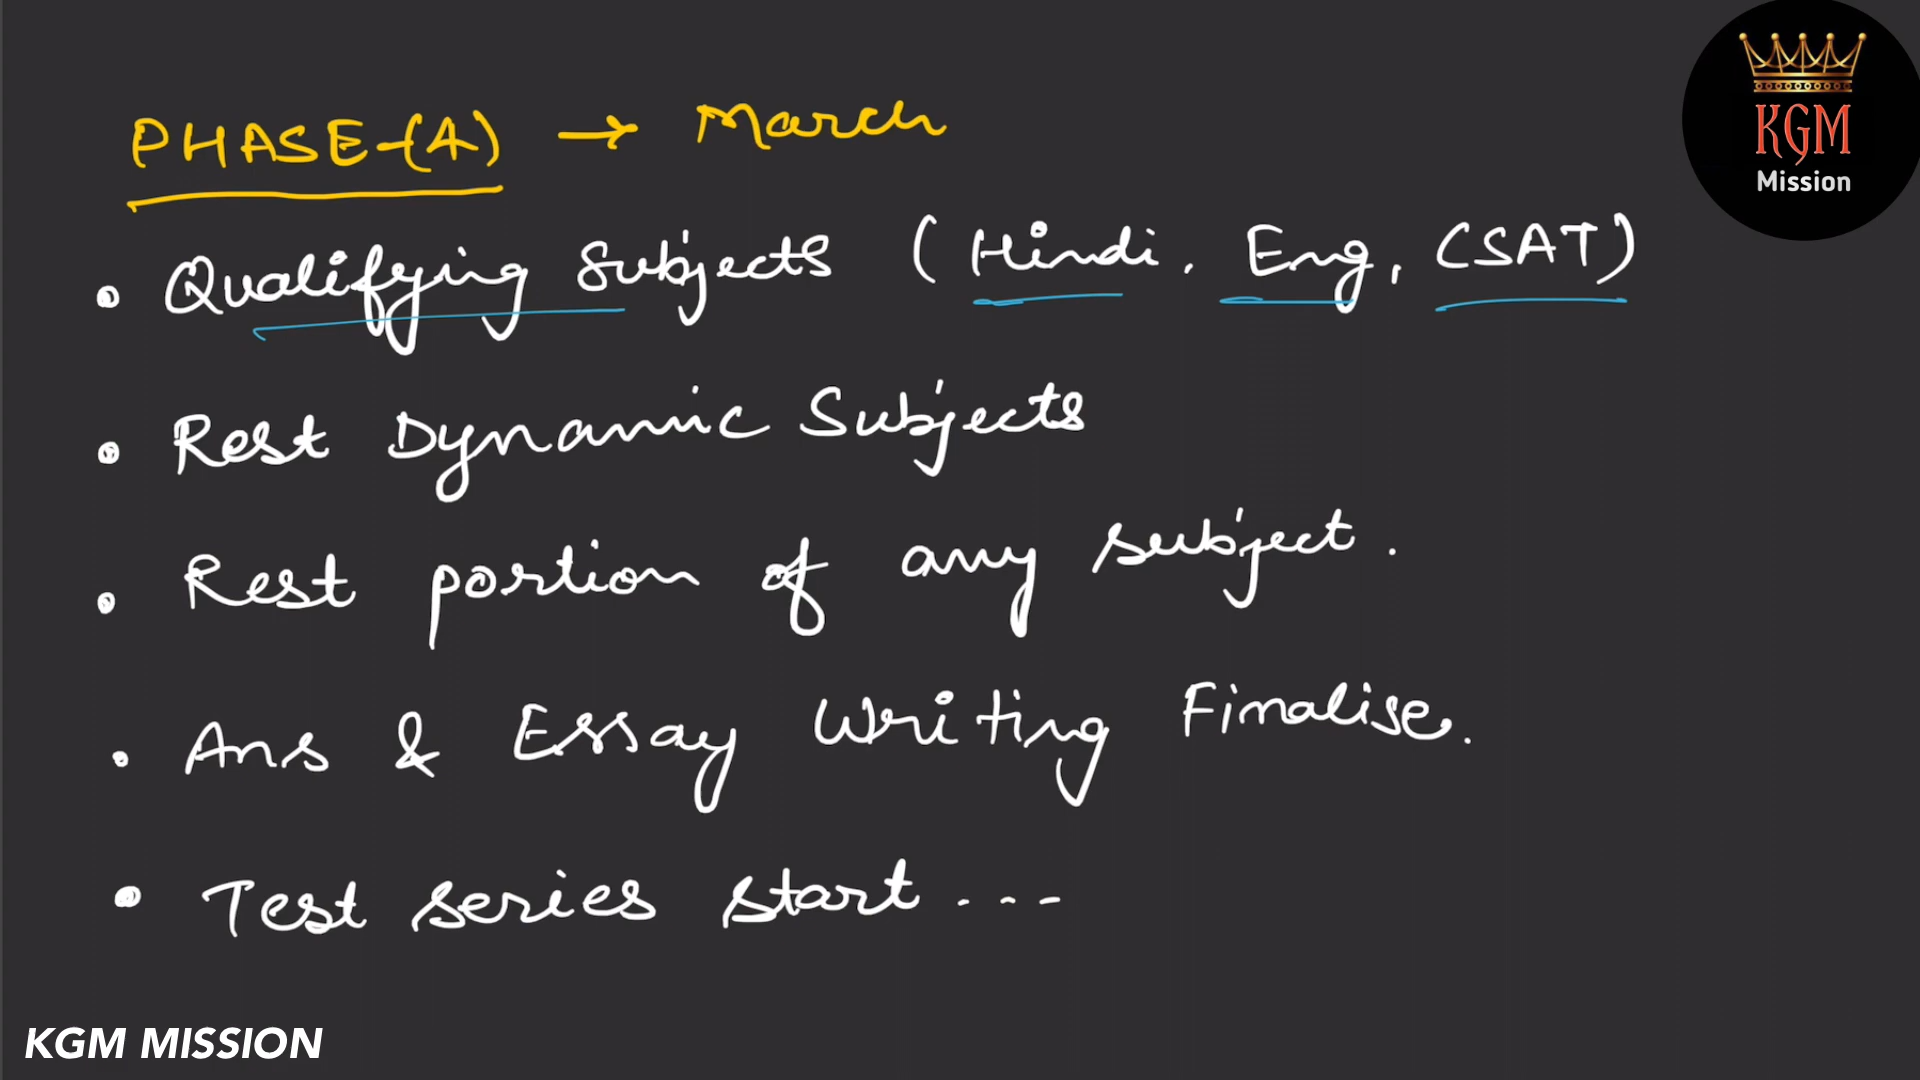 PHASE-(A) → March
KGM
Mission
• Qualifying Subjects (Hindi, Eng, CSAT)
• Rest Dynamic Subjects
• Rest portion of any subject.
• Ans & Essay Writing Finalise.
• Test series start ...
KGM MISSION